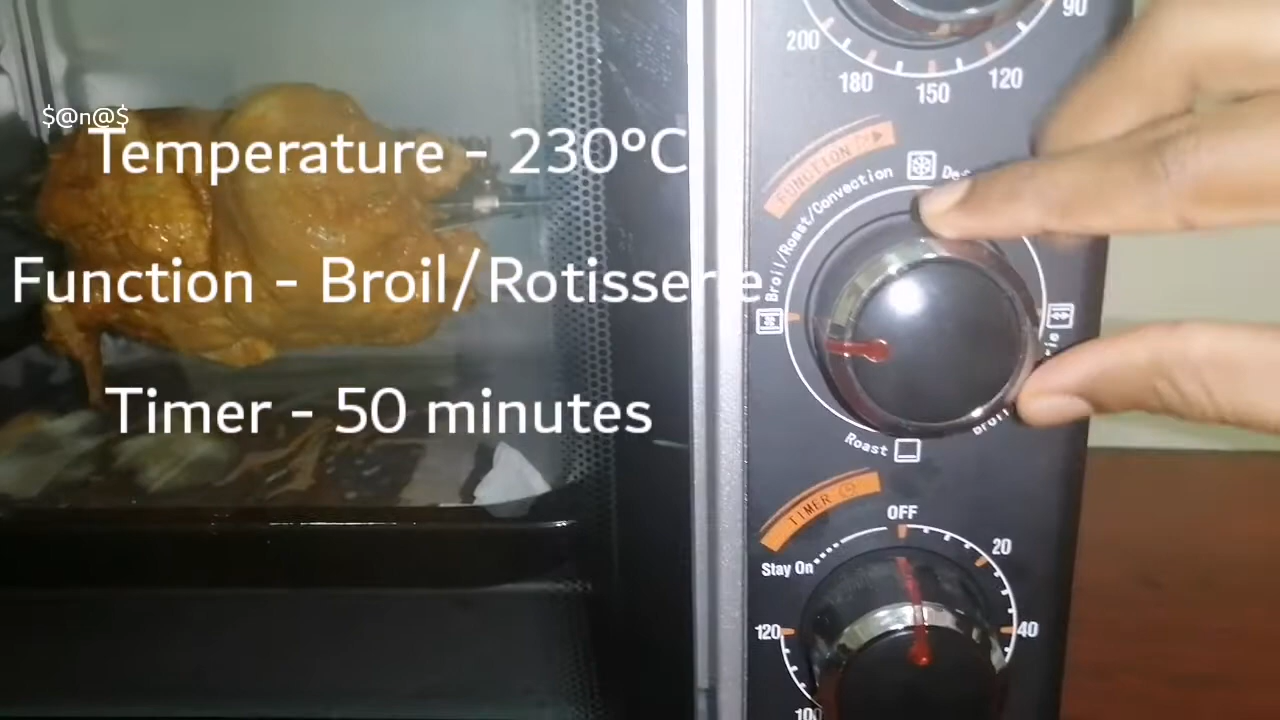 $@n@$
Temperature - 230ºC
Function - Broil/Rotisserie
Timer - 50 minutes
200
180
150
120
90
FUNCTION
Broil/Roast/Convection
Roast
TIMER
OFF
20
Stay On
120
40